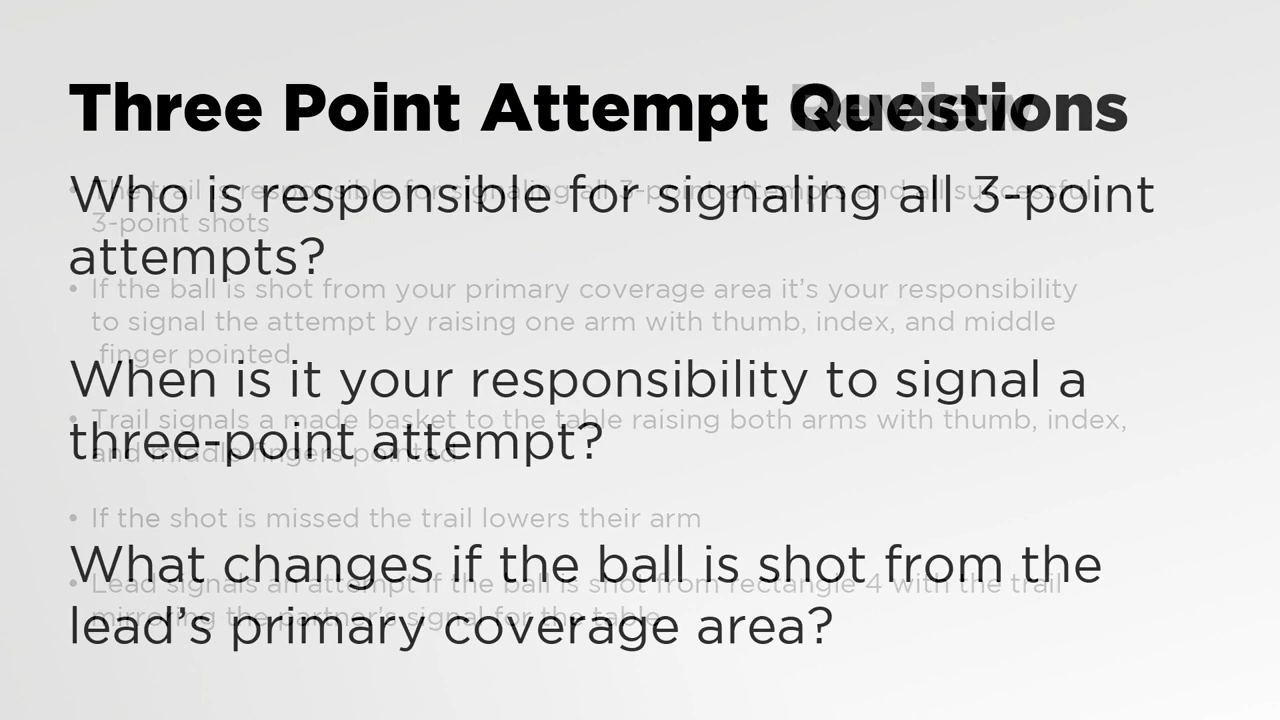 Three Point Attempt Questions
Review
Who is responsible for signaling all 3-point
attempts?
When is it your responsibility to signal a
three-point attempt?
What changes if the ball is shot from the
lead’s primary coverage area?
• The trail is responsible for signaling all 3-point attempts and all successful
3-point shots
• If the ball is shot from your primary coverage area it’s your responsibility
to signal the attempt by raising one arm with thumb, index, and middle
finger pointed
• Trail signals a made basket to the table raising both arms with thumb, index,
and middle fingers pointed
• If the shot is missed the trail lowers their arm
• Lead signals an attempt if the ball is shot from rectangle 4 with the trail
mirroring the partner’s signal for the table